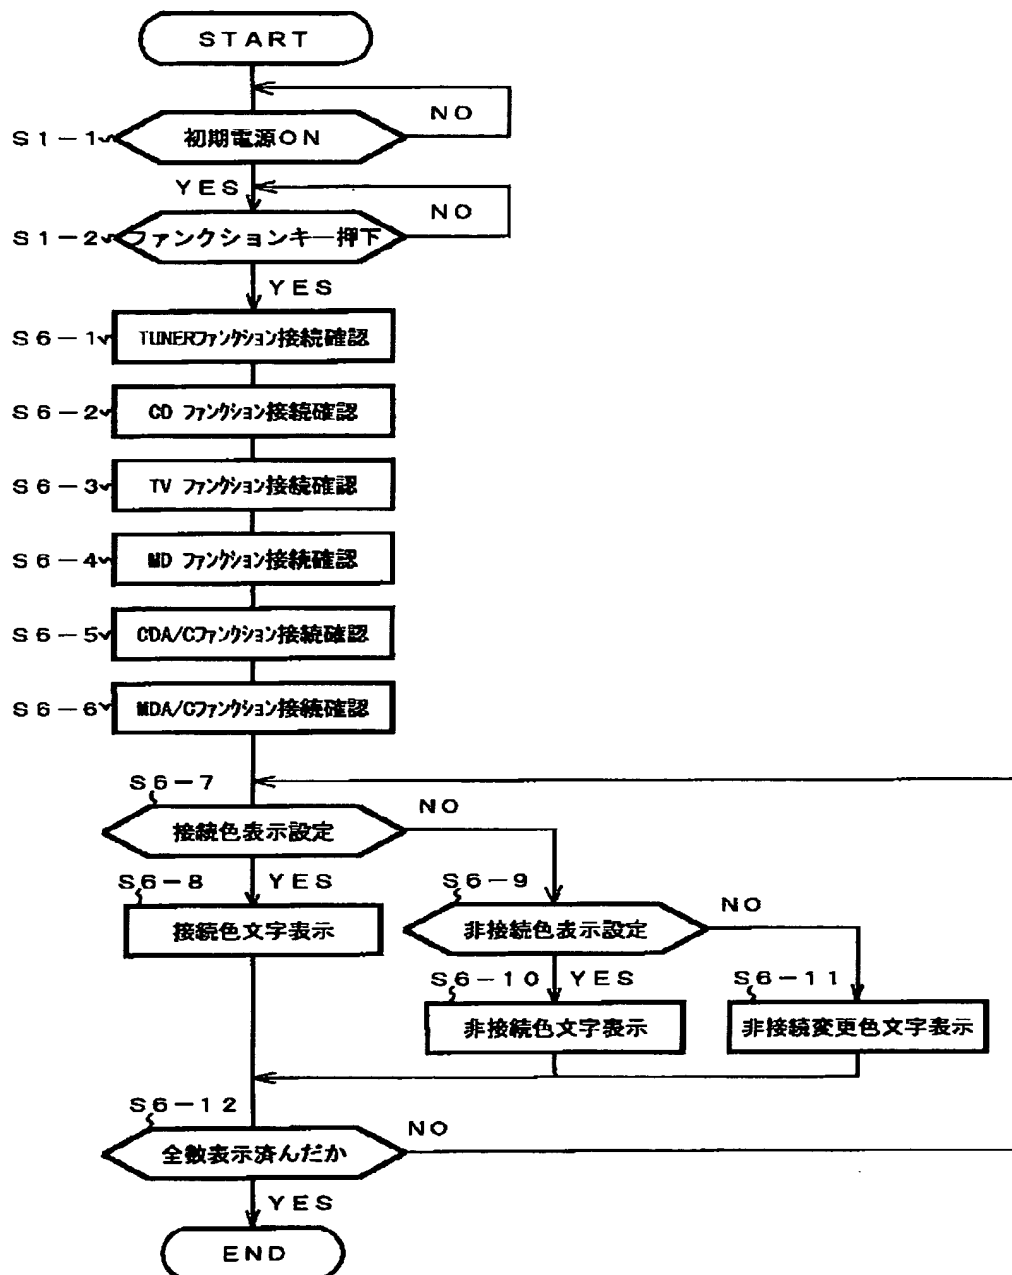 START
NO
S1-1
初期電源ON
YES
NO
S1-2
ファンクションキー押下
YES
S6-1
TUNERファンクション接続確認
S6-2
CD ファンクション接続確認
S6-3
TV ファンクション接続確認
S6-4
MD ファンクション接続確認
S6-5
CDA/Cファンクション接続確認
S6-6
MDA/Cファンクション接続確認
S6-7
NO
接続色表示設定
S6-8
YES
S6-9
NO
接続色文字表示
非接続色表示設定
S6-10
YES
S6-11
非接続色文字表示
非接続変更色文字表示
S6-12
NO
全数表示済んだか
YES
END